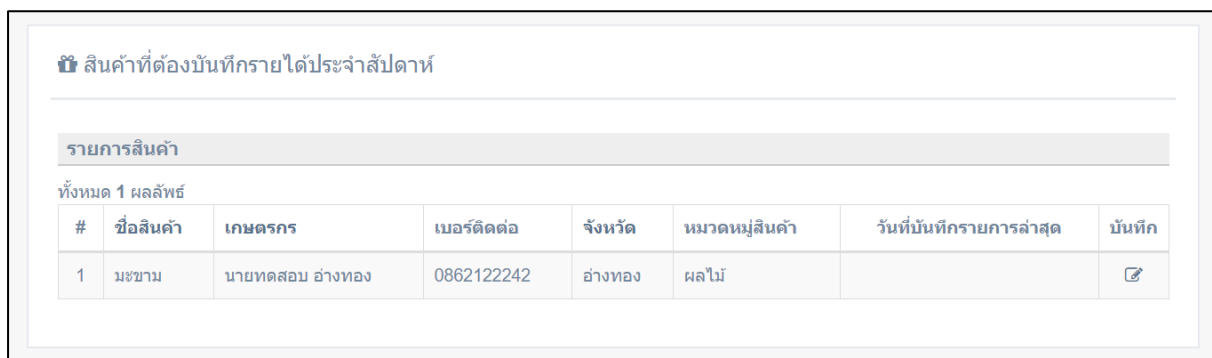 สินค้าที่ต้องบันทึกรายได้ประจำสัปดาห์
รายการสินค้า
ทั้งหมด 1 ผลลัพธ์
# ชื่อสินค้า เกษตรกร เบอร์ติดต่อ จังหวัด หมวดหมู่สินค้า วันที่บันทึกรายการล่าสุด บันทึก
1 มะขาม นายทดสอบ อ่างทอง 0862122242 อ่างทอง ผลไม้